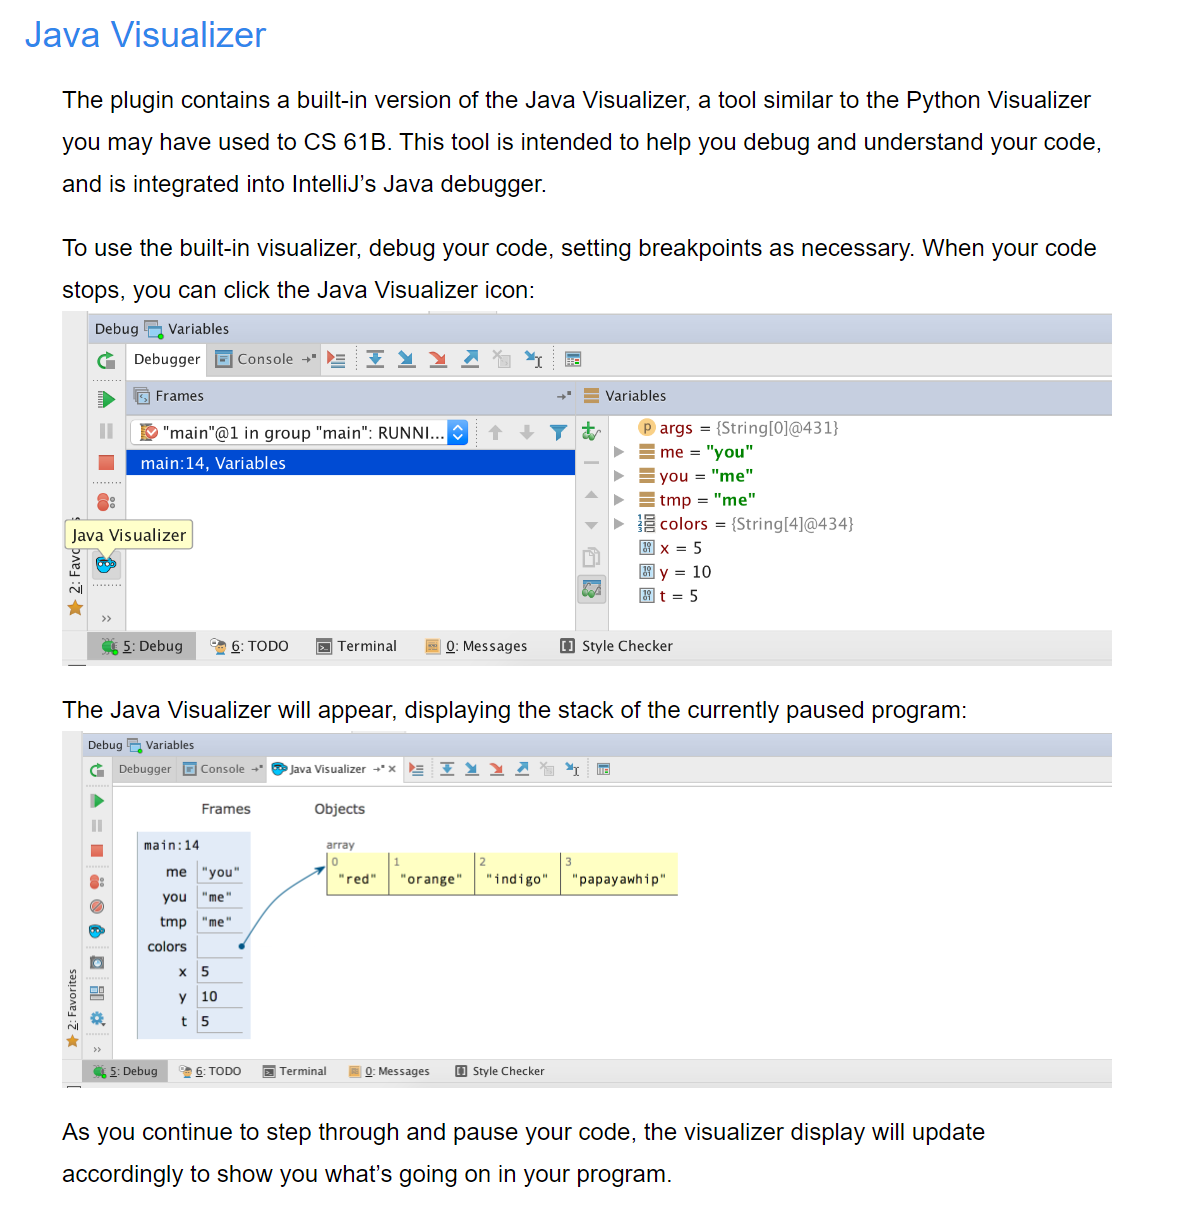 Java Visualizer
The plugin contains a built-in version of the Java Visualizer, a tool similar to the Python Visualizer
you may have used to CS 61B. This tool is intended to help you debug and understand your code,
and is integrated into IntelliJ's Java debugger.
To use the built-in visualizer, debug your code, setting breakpoints as necessary. When your code
stops, you can click the Java Visualizer icon:
Debug Variables
Debugger Console
Frames Variables
"main"@1 in group "main": RUNNI...
main:14, Variables
args = {String[0]@431}
me = "you"
you = "me"
tmp = "me"
colors = {String[4]@434}
x = 5
y = 10
t = 5
Java Visualizer
2: Favo
5: Debug 6: TODO Terminal 0: Messages Style Checker
The Java Visualizer will appear, displaying the stack of the currently paused program:
Debug Variables
Debugger Console Java Visualizer
Frames Objects
main:14
me "you"
you "me"
tmp "me"
colors
x 5
y 10
t 5
array
0 1 2 3
"red" "orange" "indigo" "papayawhip"
2: Favorites
5: Debug 6: TODO Terminal 0: Messages Style Checker
As you continue to step through and pause your code, the visualizer display will update
accordingly to show you what's going on in your program.